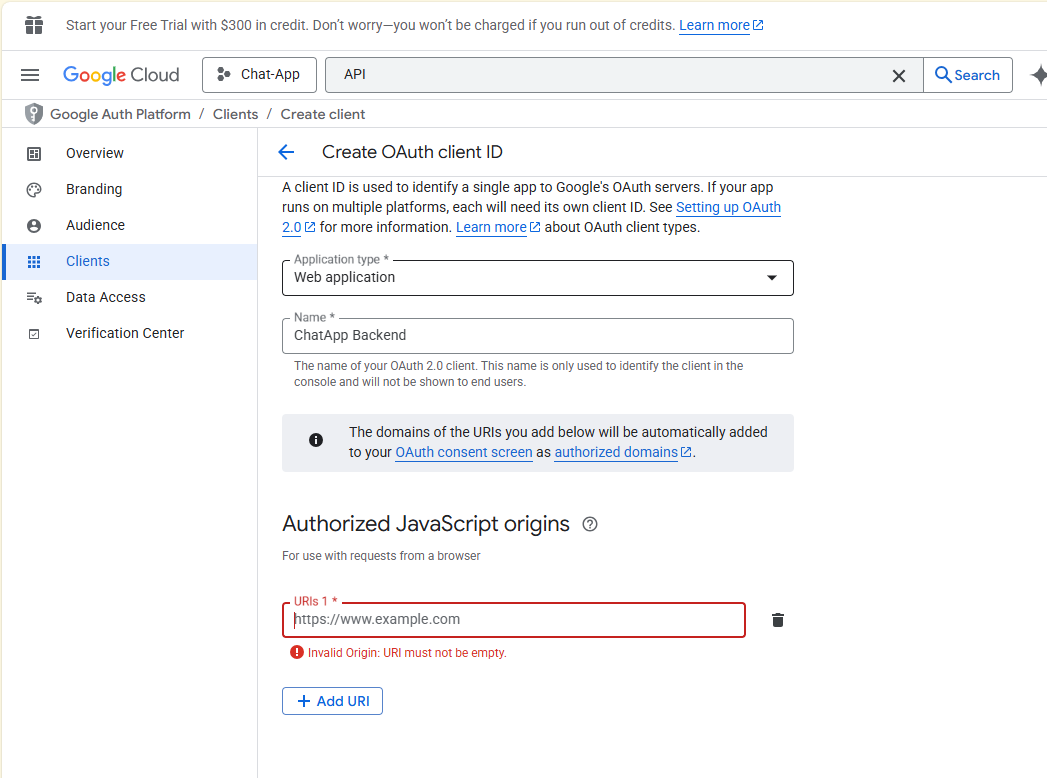 Start your Free Trial with $300 in credit. Don’t worry—you won’t be charged if you run out of credits. Learn more
Google Cloud
Chat-App
API
Search
Google Auth Platform / Clients / Create client
Overview
Branding
Audience
Clients
Data Access
Verification Center
Create OAuth client ID
A client ID is used to identify a single app to Google's OAuth servers. If your app
runs on multiple platforms, each will need its own client ID. See Setting up OAuth
2.0 for more information. Learn more about OAuth client types.
Application type *
Web application
Name *
ChatApp Backend
The name of your OAuth 2.0 client. This name is only used to identify the client in the
console and will not be shown to end users.
The domains of the URIs you add below will be automatically added
to your OAuth consent screen as authorized domains.
Authorized JavaScript origins
For use with requests from a browser
URIs 1 *
https://www.example.com
Invalid Origin: URI must not be empty.
Add URI